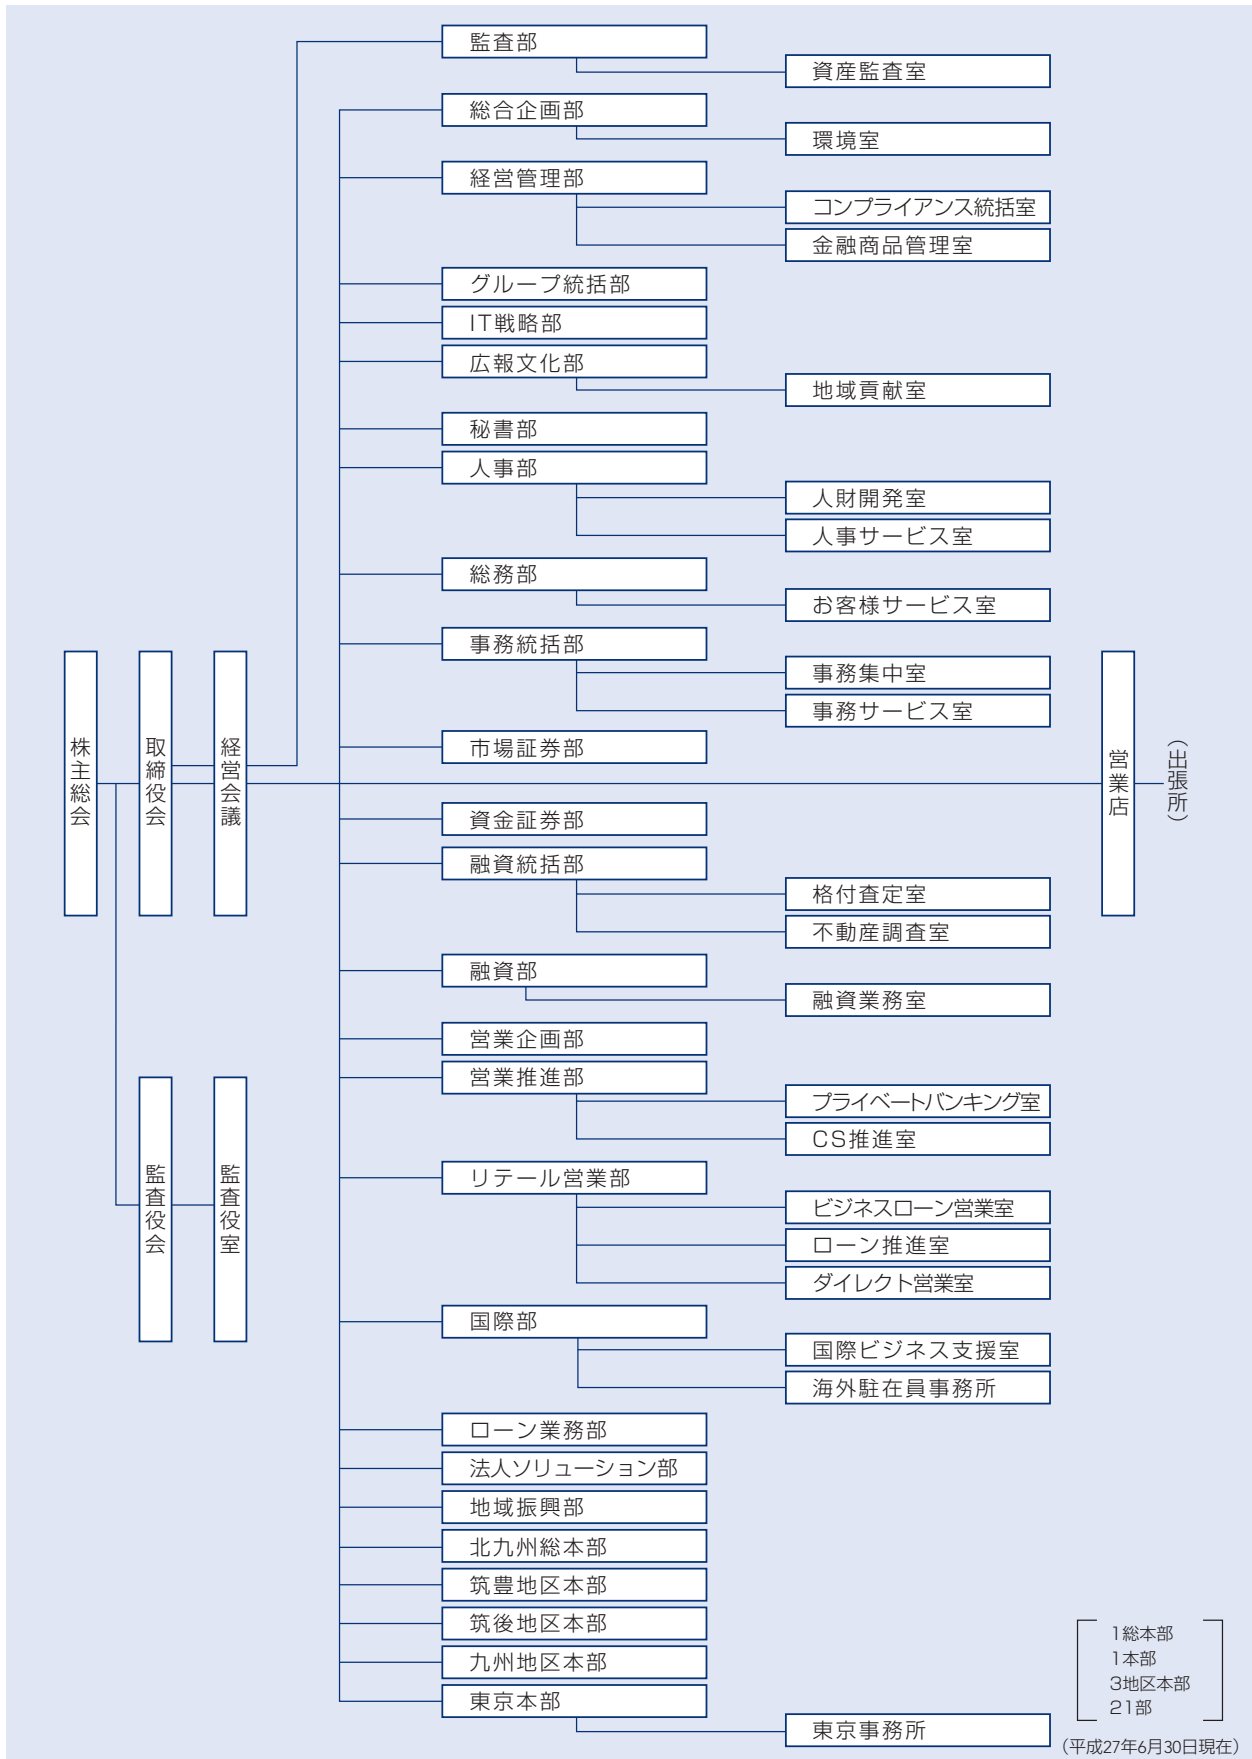 監査部
資産監査室
総合企画部
環境室
経営管理部
コンプライアンス統括室
金融商品管理室
グループ統括部
IT戦略部
広報文化部
地域貢献室
秘書部
人事部
人財開発室
人事サービス室
総務部
お客様サービス室
事務統括部
事務集中室
事務サービス室
市場証券部
株主総会
取締役会
経営会議
営業店
（出張所）
資金証券部
融資統括部
格付査定室
不動産調査室
融資部
融資業務室
営業企画部
営業推進部
プライベートバンキング室
CS推進室
監査役会
監査役室
リテール営業部
ビジネスローン営業室
ローン推進室
ダイレクト営業室
国際部
国際ビジネス支援室
海外駐在員事務所
ローン業務部
法人ソリューション部
地域振興部
北九州総本部
筑豊地区本部
筑後地区本部
九州地区本部
東京本部
東京事務所
1総本部
1本部
3地区本部
21部
（平成27年6月30日現在）